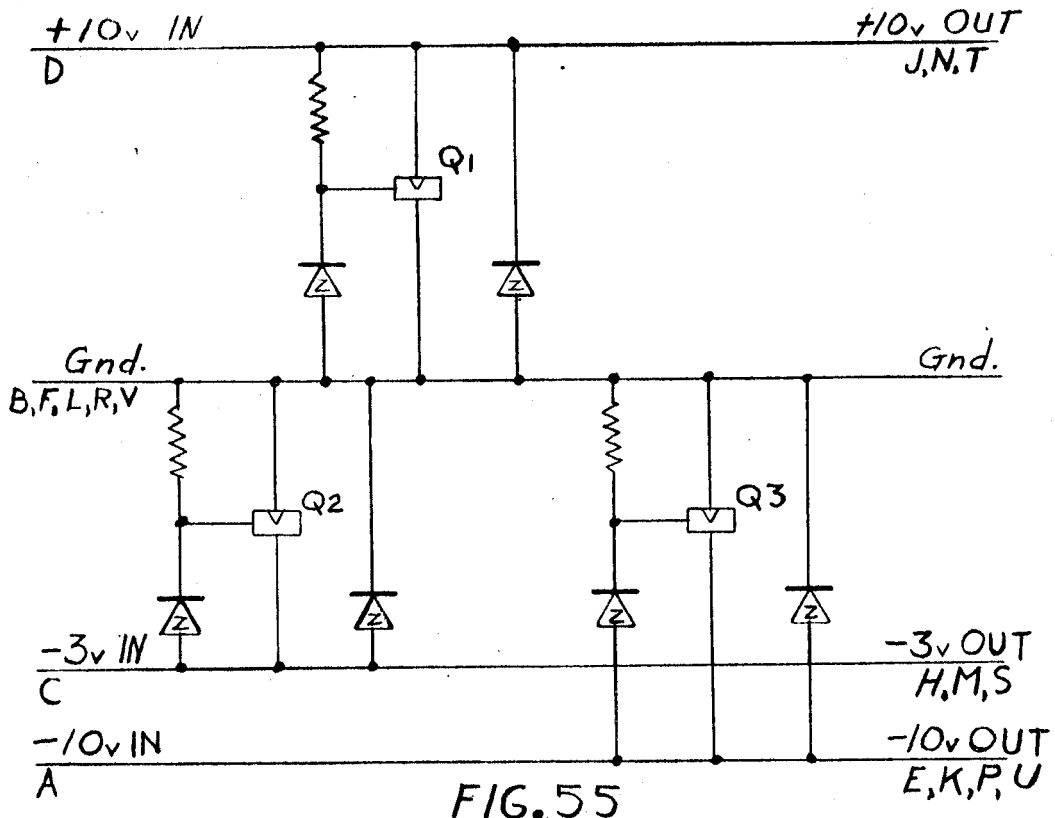 +10v IN
+10v OUT
D
J,N,T
Q1
Z
Z
Gnd.
Gnd.
B,F,L,R,V
Q2
Q3
Z
Z
Z
Z
-3v IN
-3v OUT
C
H,M,S
-10v IN
-10v OUT
A
E,K,P,U
FIG.55